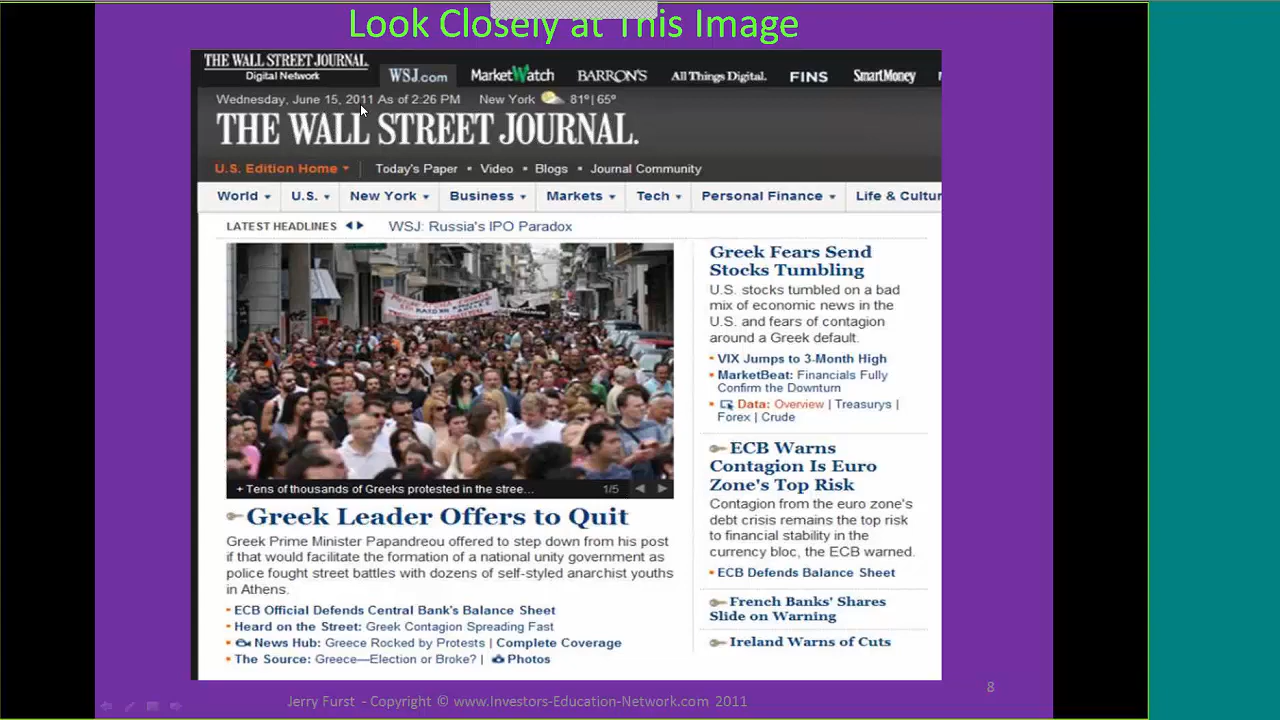 Look Closely at This Image
THE WALL STREET JOURNAL.
Digital Network
WSJ.com MarketWatch BARRON'S All Things Digital. FINS SmartMoney
Wednesday, June 15, 2011 As of 2:26 PM New York 81º | 65º
THE WALL STREET JOURNAL.
U.S. Edition Home Today's Paper • Video • Blogs • Journal Community
World U.S. New York Business Markets Tech Personal Finance Life & Cultur
LATEST HEADLINES WSJ: Russia's IPO Paradox
+ Tens of thousands of Greeks protested in the stree... 1/5
Greek Leader Offers to Quit
Greek Prime Minister Papandreou offered to step down from his post
if that would facilitate the formation of a national unity government as
police fought street battles with dozens of self-styled anarchist youths
in Athens.
• ECB Official Defends Central Bank's Balance Sheet
• Heard on the Street: Greek Contagion Spreading Fast
• News Hub: Greece Rocked by Protests | Complete Coverage
• The Source: Greece—Election or Broke? | Photos
Greek Fears Send
Stocks Tumbling
U.S. stocks tumbled on a bad
mix of economic news in the
U.S. and fears of contagion
around a Greek default.
• VIX Jumps to 3-Month High
• MarketBeat: Financials Fully
Confirm the Downturn
• Data: Overview | Treasurys |
Forex | Crude
ECB Warns
Contagion Is Euro
Zone's Top Risk
Contagion from the euro zone's
debt crisis remains the top risk
to financial stability in the
currency bloc, the ECB warned.
• ECB Defends Balance Sheet
French Banks' Shares
Slide on Warning
Ireland Warns of Cuts
Jerry Furst - Copyright © www.Investors-Education-Network.com 2011
8